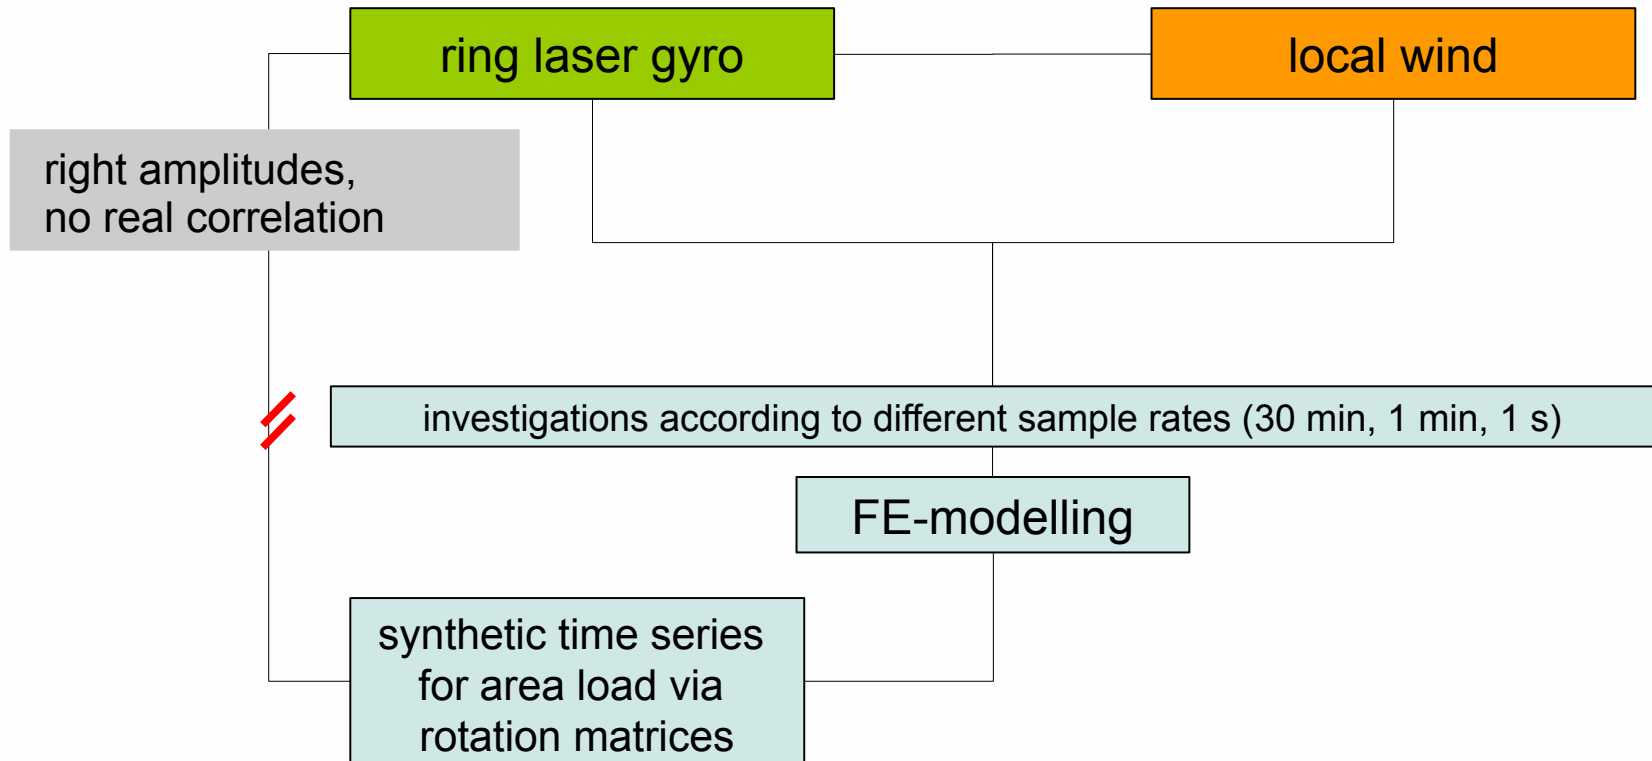 ring laser gyro
local wind
right amplitudes,
no real correlation
investigations according to different sample rates (30 min, 1 min, 1 s)
FE-modelling
synthetic time series
for area load via
rotation matrices